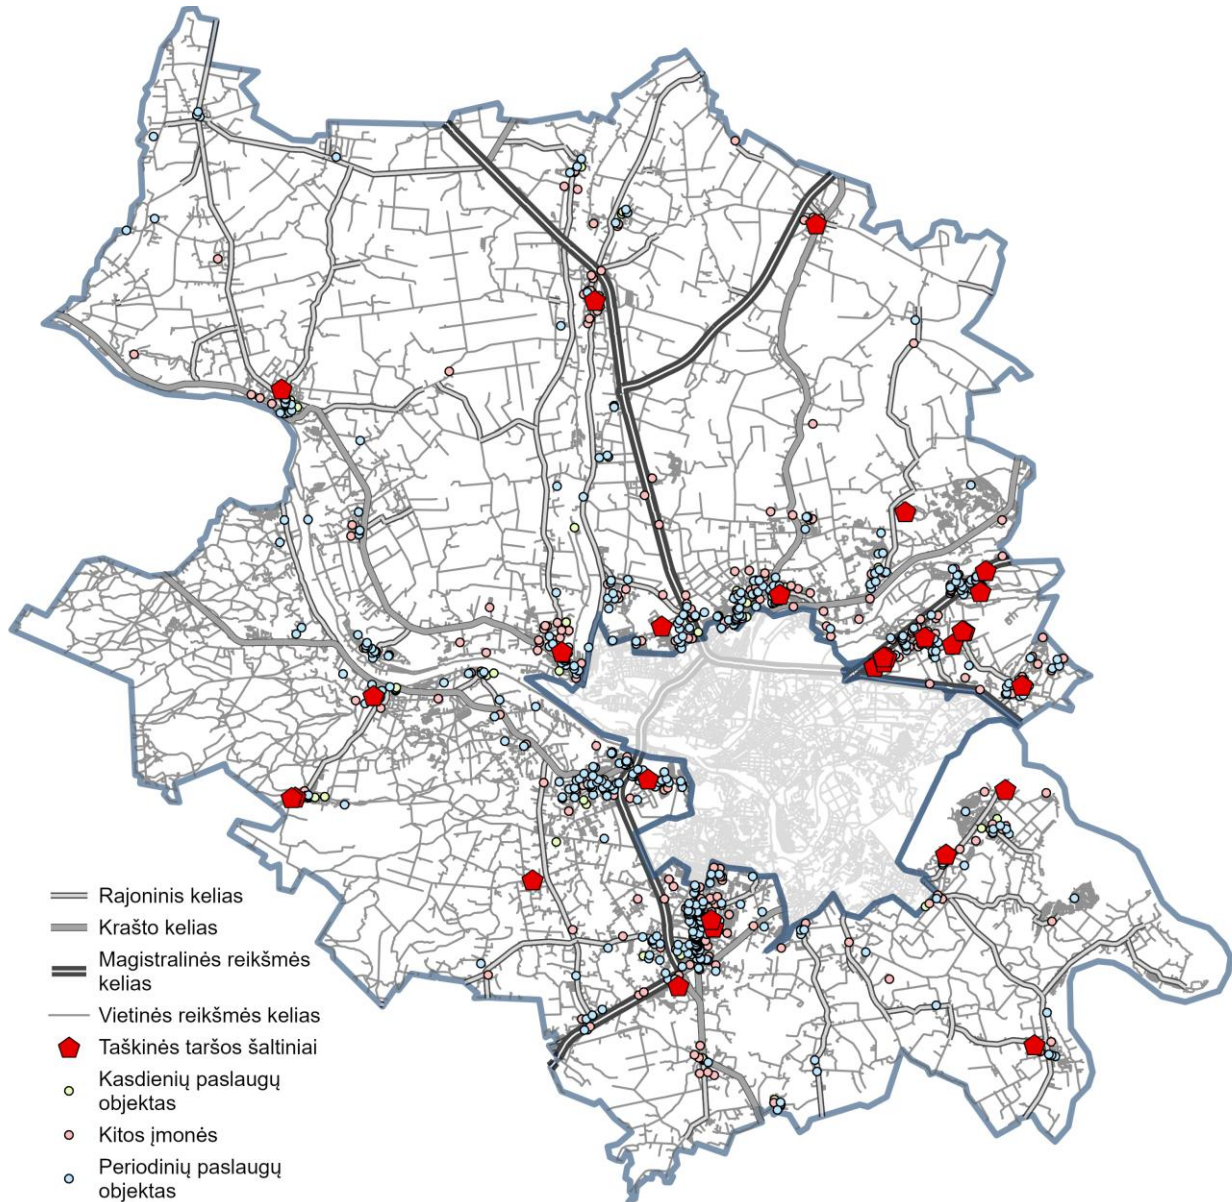 Rajoninis kelias
Krašto kelias
Magistralinės reikšmės
kelias
Vietinės reikšmės kelias
Taškinės taršos šaltiniai
Kasdienių paslaugų
objektas
Kitos įmonės
Periodinių paslaugų
objektas